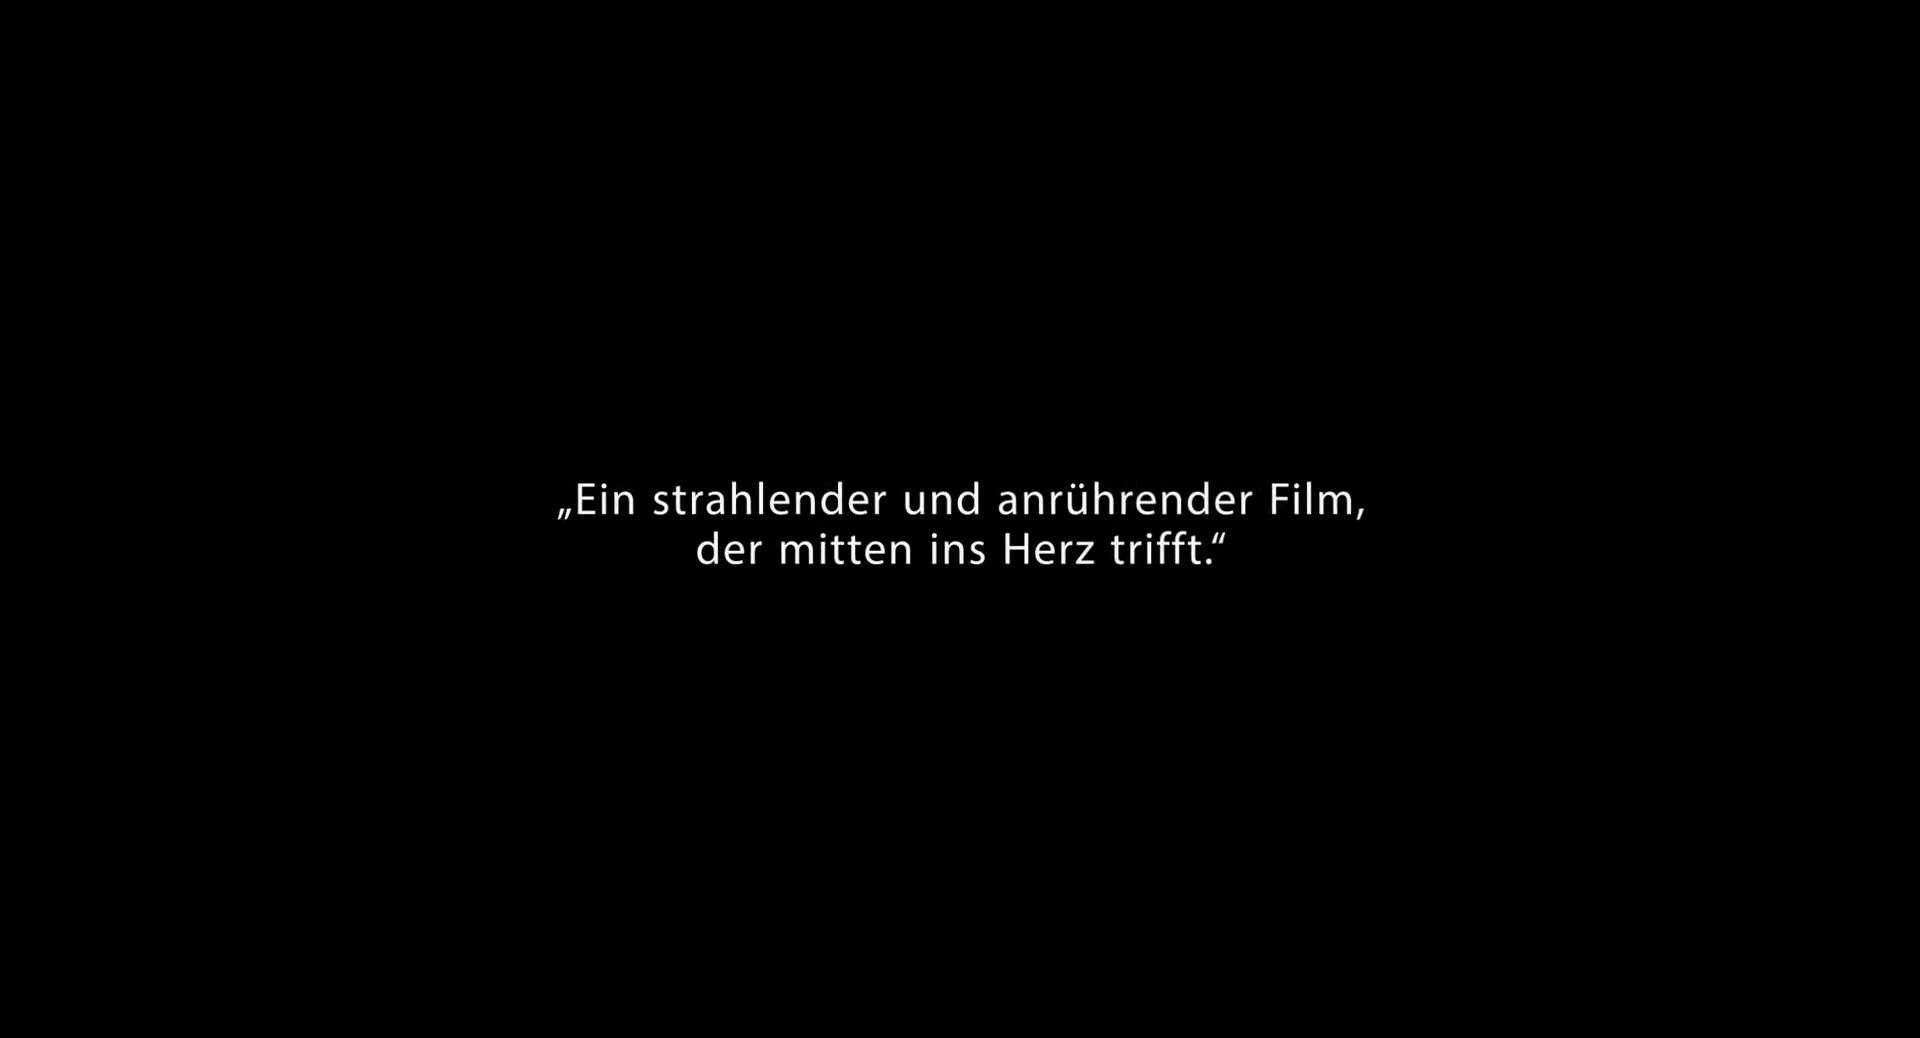 „Ein strahlender und anrührender Film,
der mitten ins Herz trifft.“